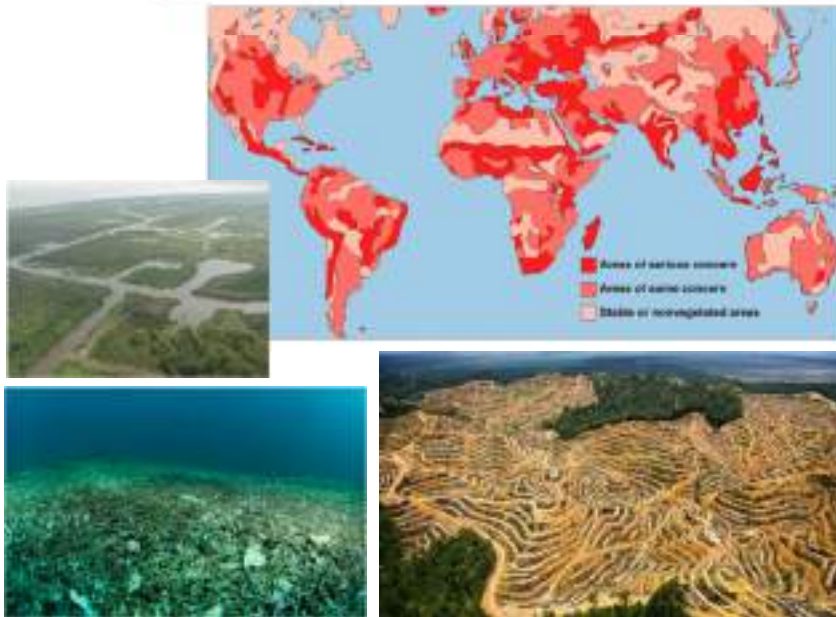 Areas of serious concern
Areas of some concern
Stable or nonvegetated areas